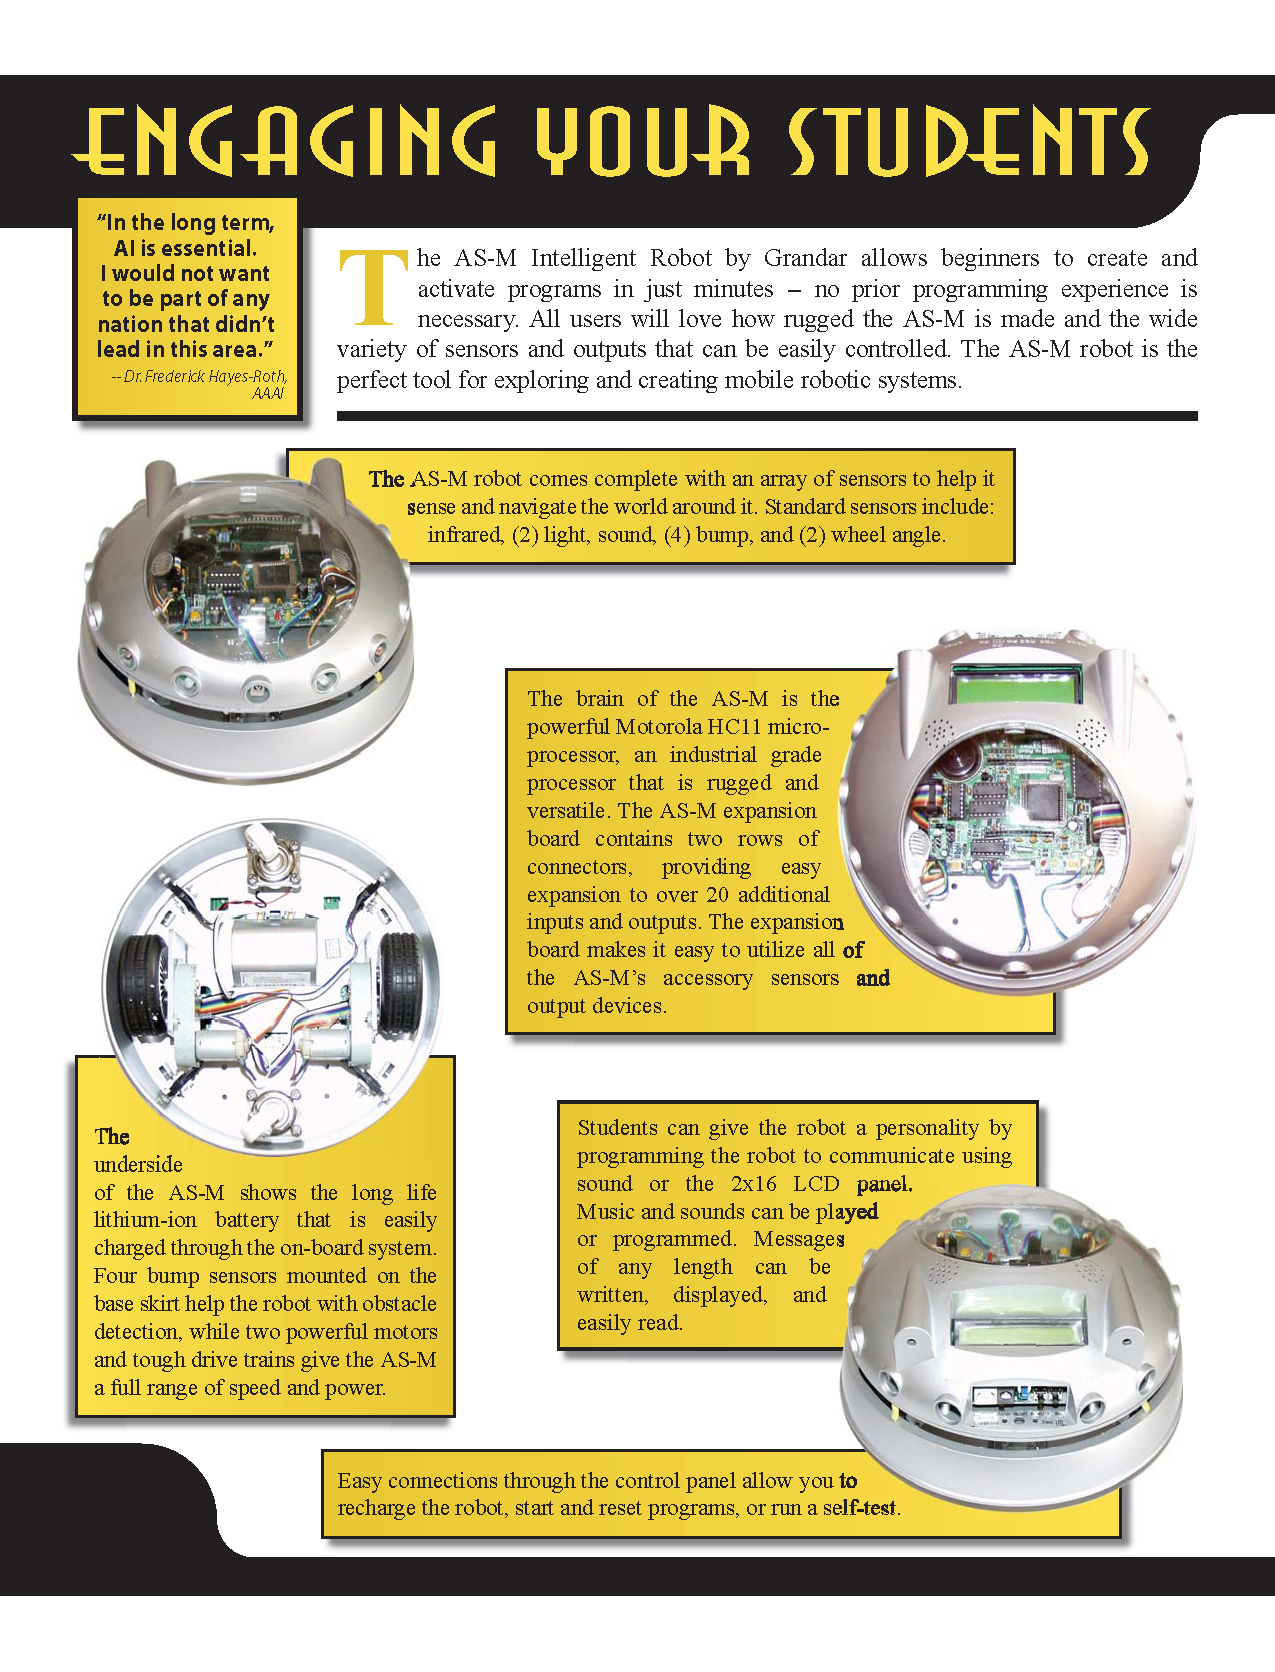 ENGAGING YOUR STUDENTS
“In the long term,
AI is essential.
I would not want
to be part of any
nation that didn’t
lead in this area.”
-- Dr. Frederick Hayes-Roth,
AAAI
The AS-M Intelligent Robot by Grandar allows beginners to create and
activate programs in just minutes – no prior programming experience is
necessary. All users will love how rugged the AS-M is made and the wide
variety of sensors and outputs that can be easily controlled. The AS-M robot is the
perfect tool for exploring and creating mobile robotic systems.
The AS-M robot comes complete with an array of sensors to help it
sense and navigate the world around it. Standard sensors include:
infrared, (2) light, sound, (4) bump, and (2) wheel angle.
The brain of the AS-M is the
powerful Motorola HC11 micro-
processor, an industrial grade
processor that is rugged and
versatile. The AS-M expansion
board contains two rows of
connectors, providing easy
expansion to over 20 additional
inputs and outputs. The expansion
board makes it easy to utilize all of
the AS-M’s accessory sensors and
output devices.
The
underside
of the AS-M shows the long life
lithium-ion battery that is easily
charged through the on-board system.
Four bump sensors mounted on the
base skirt help the robot with obstacle
detection, while two powerful motors
and tough drive trains give the AS-M
a full range of speed and power.
Students can give the robot a personality by
programming the robot to communicate using
sound or the 2x16 LCD panel.
Music and sounds can be played
or programmed. Messages
of any length can be
written, displayed, and
easily read.
Easy connections through the control panel allow you to
recharge the robot, start and reset programs, or run a self-test.